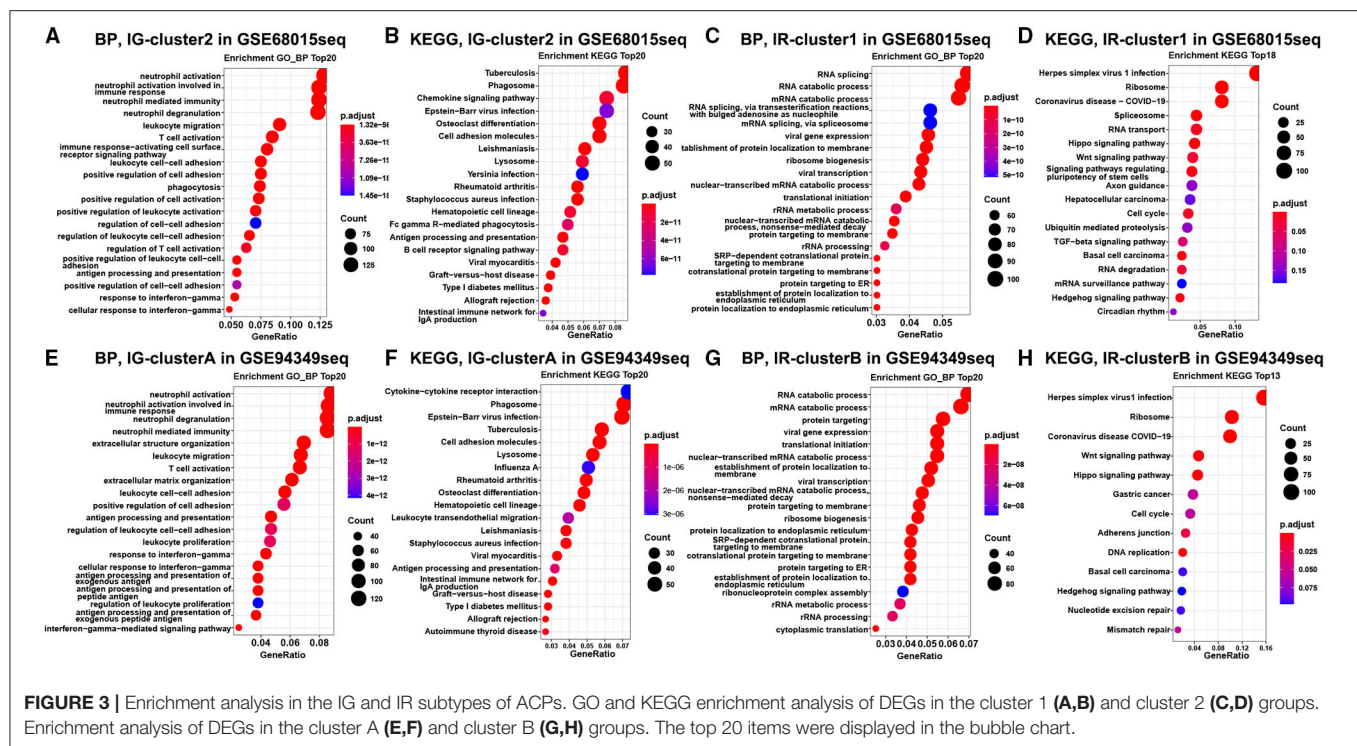 A
BP, IG-cluster2 in GSE68015seq
Enrichment GO_BP Top20
neutrophil activation
neutrophil activation involved in
immune response
neutrophil mediated immunity
neutrophil degranulation
leukocyte migration
T cell activation
immune response-activating cell surface
receptor signaling pathway
leukocyte cell-cell adhesion
positive regulation of cell adhesion
phagocytosis
positive regulation of cell activation
positive regulation of leukocyte activation
regulation of cell-cell adhesion
regulation of leukocyte cell-cell adhesion
regulation of T cell activation
positive regulation of leukocyte cell-cell
adhesion
antigen processing and presentation
positive regulation of cell-cell adhesion
response to interferon-gamma
cellular response to interferon-gamma
0.050 0.075 0.100 0.125
GeneRatio
p.adjust
1.32e-56
3.63e-19
7.26e-19
1.09e-18
1.45e-18
Count
75
100
125
B
KEGG, IG-cluster2 in GSE68015seq
Enrichment KEGG Top20
Tuberculosis
Phagosome
Chemokine signaling pathway
Epstein-Barr virus infection
Osteoclast differentiation
Cell adhesion molecules
Leishmaniasis
Lysosome
Yersinia infection
Rheumatoid arthritis
Staphylococcus aureus infection
Hematopoietic cell lineage
Fc gamma R-mediated phagocytosis
Antigen processing and presentation
B cell receptor signaling pathway
Viral myocarditis
Graft-versus-host disease
Type I diabetes mellitus
Allograft rejection
Intestinal immune network for
IgA production
0.04 0.05 0.06 0.07 0.08
GeneRatio
Count
30
40
50
p.adjust
2e-11
4e-11
6e-11
C
BP, IR-cluster1 in GSE68015seq
Enrichment GO_BP Top20
RNA splicing
RNA catabolic process
mRNA catabolic process
RNA splicing, via transesterification reactions
with bulged adenosine as nucleophile
mRNA splicing, via spliceosome
viral gene expression
tablishment of protein localization to membrane
ribosome biogenesis
viral transcription
nuclear-transcribed mRNA catabolic process
translational initiation
rRNA metabolic process
nuclear-transcribed mRNA catabolic
process, nonsense-mediated decay
protein targeting to membrane
rRNA processing
SRP-dependent cotranslational protein
targeting to membrane
cotranslational protein targeting to membrane
protein targeting to ER
establishment of protein localization to
endoplasmic reticulum
protein localization to endoplasmic reticulum
0.03 0.04 0.05
GeneRatio
p.adjust
1e-10
2e-10
3e-10
4e-10
5e-10
Count
60
70
80
90
100
D
KEGG, IR-cluster1 in GSE68015seq
Enrichment KEGG Top18
Herpes simplex virus 1 infection
Ribosome
Coronavirus disease - COVID-19
Spliceosome
RNA transport
Hippo signaling pathway
Wnt signaling pathway
Signaling pathways regulating
pluripotency of stem cells
Axon guidance
Hepatocellular carcinoma
Cell cycle
Ubiquitin mediated proteolysis
TGF-beta signaling pathway
Basal cell carcinoma
RNA degradation
mRNA surveillance pathway
Hedgehog signaling pathway
Circadian rhythm
0.05 0.10
GeneRatio
Count
25
50
75
100
p.adjust
0.05
0.10
0.15
E
BP, IG-clusterA in GSE94349seq
Enrichment GO_BP Top20
neutrophil activation
neutrophil activation involved in
immune response
neutrophil degranulation
neutrophil mediated immunity
extracellular structure organization
leukocyte migration
T cell activation
extracellular matrix organization
leukocyte cell-cell adhesion
positive regulation of cell adhesion
antigen processing and presentation
regulation of leukocyte cell-cell adhesion
leukocyte proliferation
response to interferon-gamma
cellular response to interferon-gamma
antigen processing and presentation of
exogenous antigen
antigen processing and presentation of
peptide antigen
regulation of leukocyte proliferation
antigen processing and presentation of
exogenous peptide antigen
interferon-gamma-mediated signaling pathway
0.04 0.06 0.08
GeneRatio
p.adjust
1e-12
2e-12
3e-12
4e-12
Count
40
60
80
100
120
F
KEGG, IG-clusterA in GSE94349seq
Enrichment KEGG Top20
Cytokine-cytokine receptor interaction
Phagosome
Epstein-Barr virus infection
Tuberculosis
Cell adhesion molecules
Lysosome
Influenza A
Rheumatoid arthritis
Osteoclast differentiation
Hematopoietic cell lineage
Leukocyte transendothelial migration
Leishmaniasis
Staphylococcus aureus infection
Viral myocarditis
Antigen processing and presentation
Intestinal immune network for
IgA production
Graft-versus-host disease
Type I diabetes mellitus
Allograft rejection
Autoimmune thyroid disease
0.03 0.04 0.05 0.06 0.07
GeneRatio
p.adjust
1e-06
2e-06
3e-06
Count
30
40
50
G
BP, IR-clusterB in GSE94349seq
Enrichment GO_BP Top20
RNA catabolic process
mRNA catabolic process
protein targeting
viral gene expression
translational initiation
nuclear-transcribed mRNA catabolic process
establishment of protein localization to
membrane
viral transcription
nuclear-transcribed mRNA catabolic process,
nonsense-mediated decay
protein targeting to membrane
ribosome biogenesis
protein localization to endoplasmic reticulum
SRP-dependent cotranslational protein
targeting to membrane
cotranslational protein targeting to membrane
protein targeting to ER
establishment of protein localization to
endoplasmic reticulum
ribonucleoprotein complex assembly
rRNA metabolic process
rRNA processing
cytoplasmic translation
0.03 0.04 0.05 0.06 0.07
GeneRatio
p.adjust
2e-08
4e-08
6e-08
Count
40
60
80
H
KEGG, IR-clusterB in GSE94349seq
Enrichment KEGG Top13
Herpes simplex virus1 infection
Ribosome
Coronavirus disease COVID-19
Wnt signaling pathway
Hippo signaling pathway
Gastric cancer
Cell cycle
Adherens junction
DNA replication
Basal cell carcinoma
Hedgehog signaling pathway
Nucleotide excision repair
Mismatch repair
0.04 0.08 0.12 0.16
GeneRatio
Count
25
50
75
100
p.adjust
0.025
0.050
0.075
FIGURE 3 | Enrichment analysis in the IG and IR subtypes of ACPs. GO and KEGG enrichment analysis of DEGs in the cluster 1 (A,B) and cluster 2 (C,D) groups.
Enrichment analysis of DEGs in the cluster A (E,F) and cluster B (G,H) groups. The top 20 items were displayed in the bubble chart.